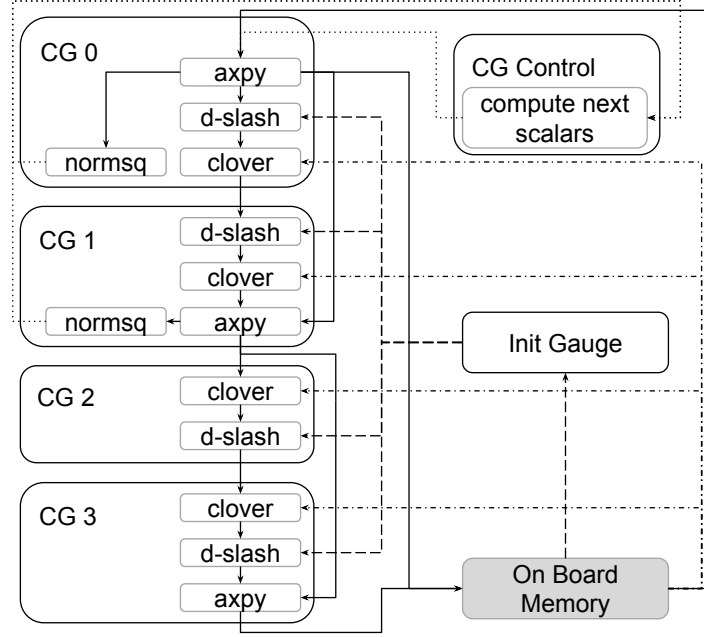 CG 0
axpy
d-slash
normsq
clover
CG Control
compute next
scalars
CG 1
d-slash
clover
normsq
axpy
Init Gauge
CG 2
clover
d-slash
CG 3
clover
d-slash
axpy
On Board
Memory